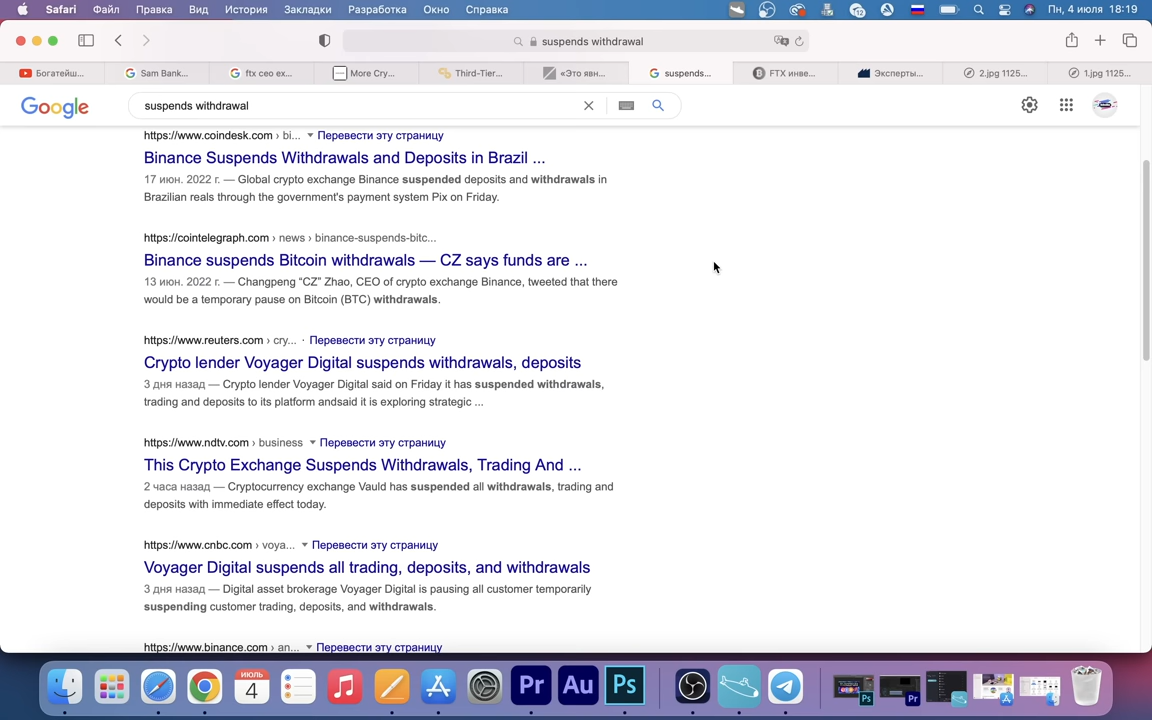 Safari Файл Правка Вид История Закладки Разработка Окно Справка
12
Пн, 4 июля 18:19
suspends withdrawal
Богатейш...
Sam Bank...
ftx ceo ex...
More Cry...
Third-Tier...
«Это явн...
suspends...
FTX инве...
Эксперты...
2.jpg 1125...
1.jpg 1125...
Google
suspends withdrawal
https://www.coindesk.com › bi... Перевести эту страницу
Binance Suspends Withdrawals and Deposits in Brazil ...
17 июн. 2022 г. — Global crypto exchange Binance suspended deposits and withdrawals in
Brazilian reals through the government's payment system Pix on Friday.
https://cointelegraph.com › news › binance-suspends-bitc...
Binance suspends Bitcoin withdrawals — CZ says funds are ...
13 июн. 2022 г. — Changpeng “CZ” Zhao, CEO of crypto exchange Binance, tweeted that there
would be a temporary pause on Bitcoin (BTC) withdrawals.
https://www.reuters.com › cry... · Перевести эту страницу
Crypto lender Voyager Digital suspends withdrawals, deposits
3 дня назад — Crypto lender Voyager Digital said on Friday it has suspended withdrawals,
trading and deposits to its platform andsaid it is exploring strategic ...
https://www.ndtv.com › business Перевести эту страницу
This Crypto Exchange Suspends Withdrawals, Trading And ...
2 часа назад — Cryptocurrency exchange Vauld has suspended all withdrawals, trading and
deposits with immediate effect today.
https://www.cnbc.com › voya... Перевести эту страницу
Voyager Digital suspends all trading, deposits, and withdrawals
3 дня назад — Digital asset brokerage Voyager Digital is pausing all customer temporarily
suspending customer trading, deposits, and withdrawals.
https://www.binance.com › an... Перевести эту страницу
ИЮЛЬ
4
Pr
Au
Ps
Ps
Pr